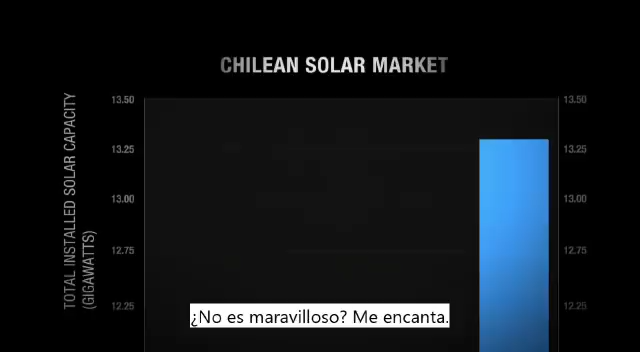 CHILEAN SOLAR MARKET
TOTAL INSTALLED SOLAR CAPACITY
(GIGAWATTS)
13.50 13.50
13.25 13.25
13.00 13.00
12.75 12.75
12.25 12.25
¿No es maravilloso? Me encanta.